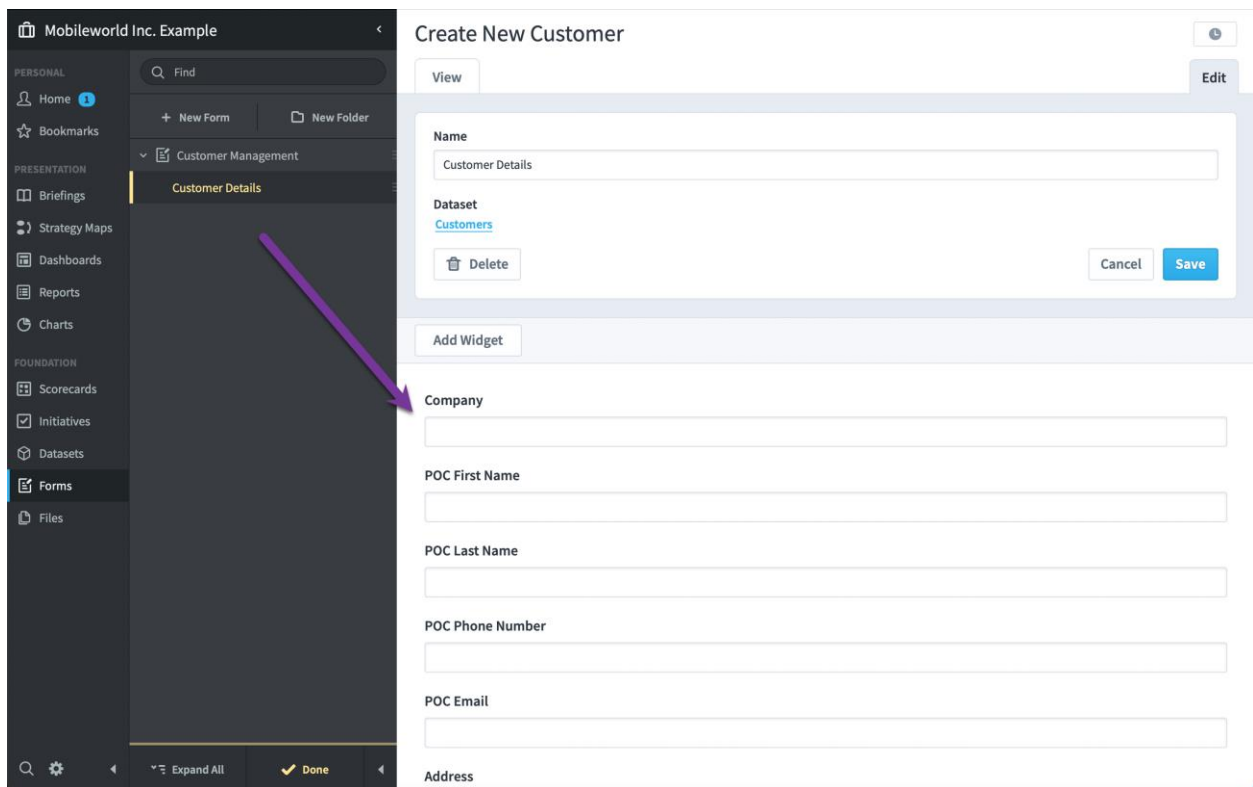 Mobileworld Inc. Example
PERSONAL
Home 1
Bookmarks
PRESENTATION
Briefings
Strategy Maps
Dashboards
Reports
Charts
FOUNDATION
Scorecards
Initiatives
Datasets
Forms
Files
Find
+ New Form
New Folder
Customer Management
Customer Details
Expand All
Done
Create New Customer
View
Edit
Name
Customer Details
Dataset
Customers
Delete
Cancel
Save
Add Widget
Company
POC First Name
POC Last Name
POC Phone Number
POC Email
Address